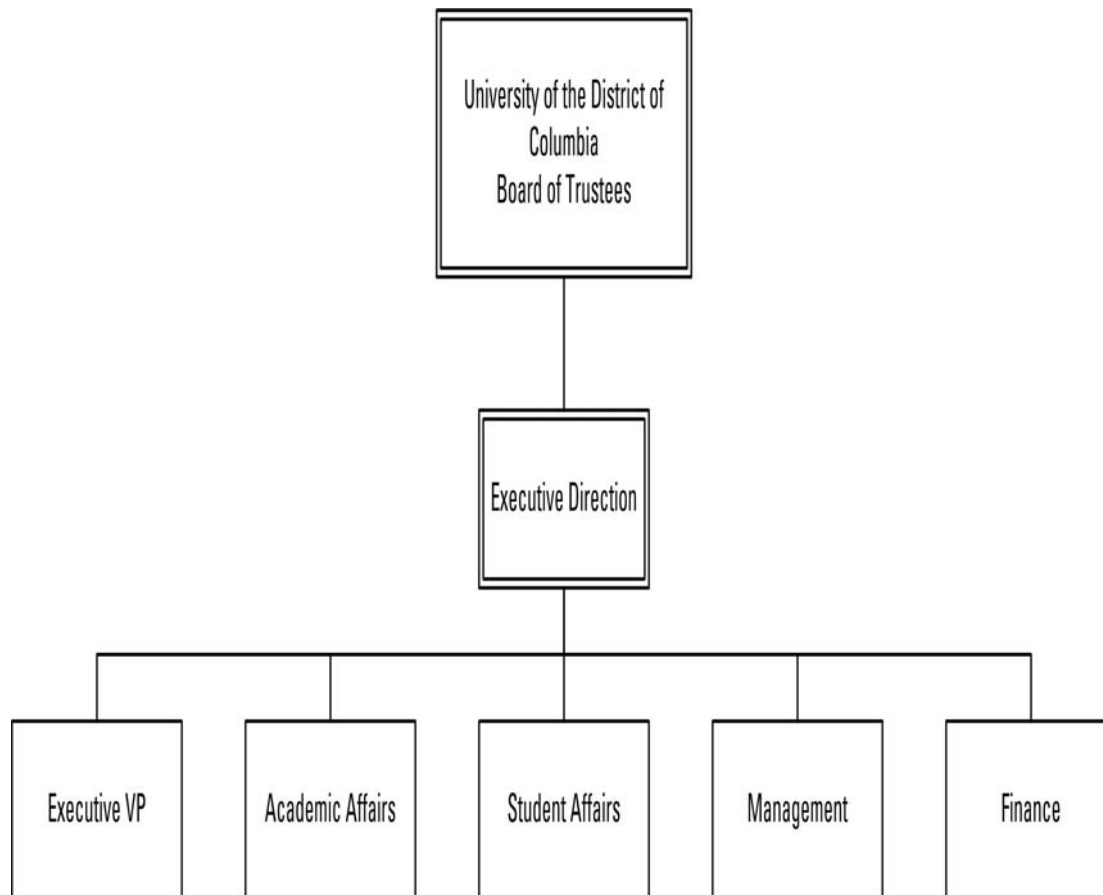 University of the District of
Columbia
Board of Trustees
Executive Direction
Executive VP
Academic Affairs
Student Affairs
Management
Finance